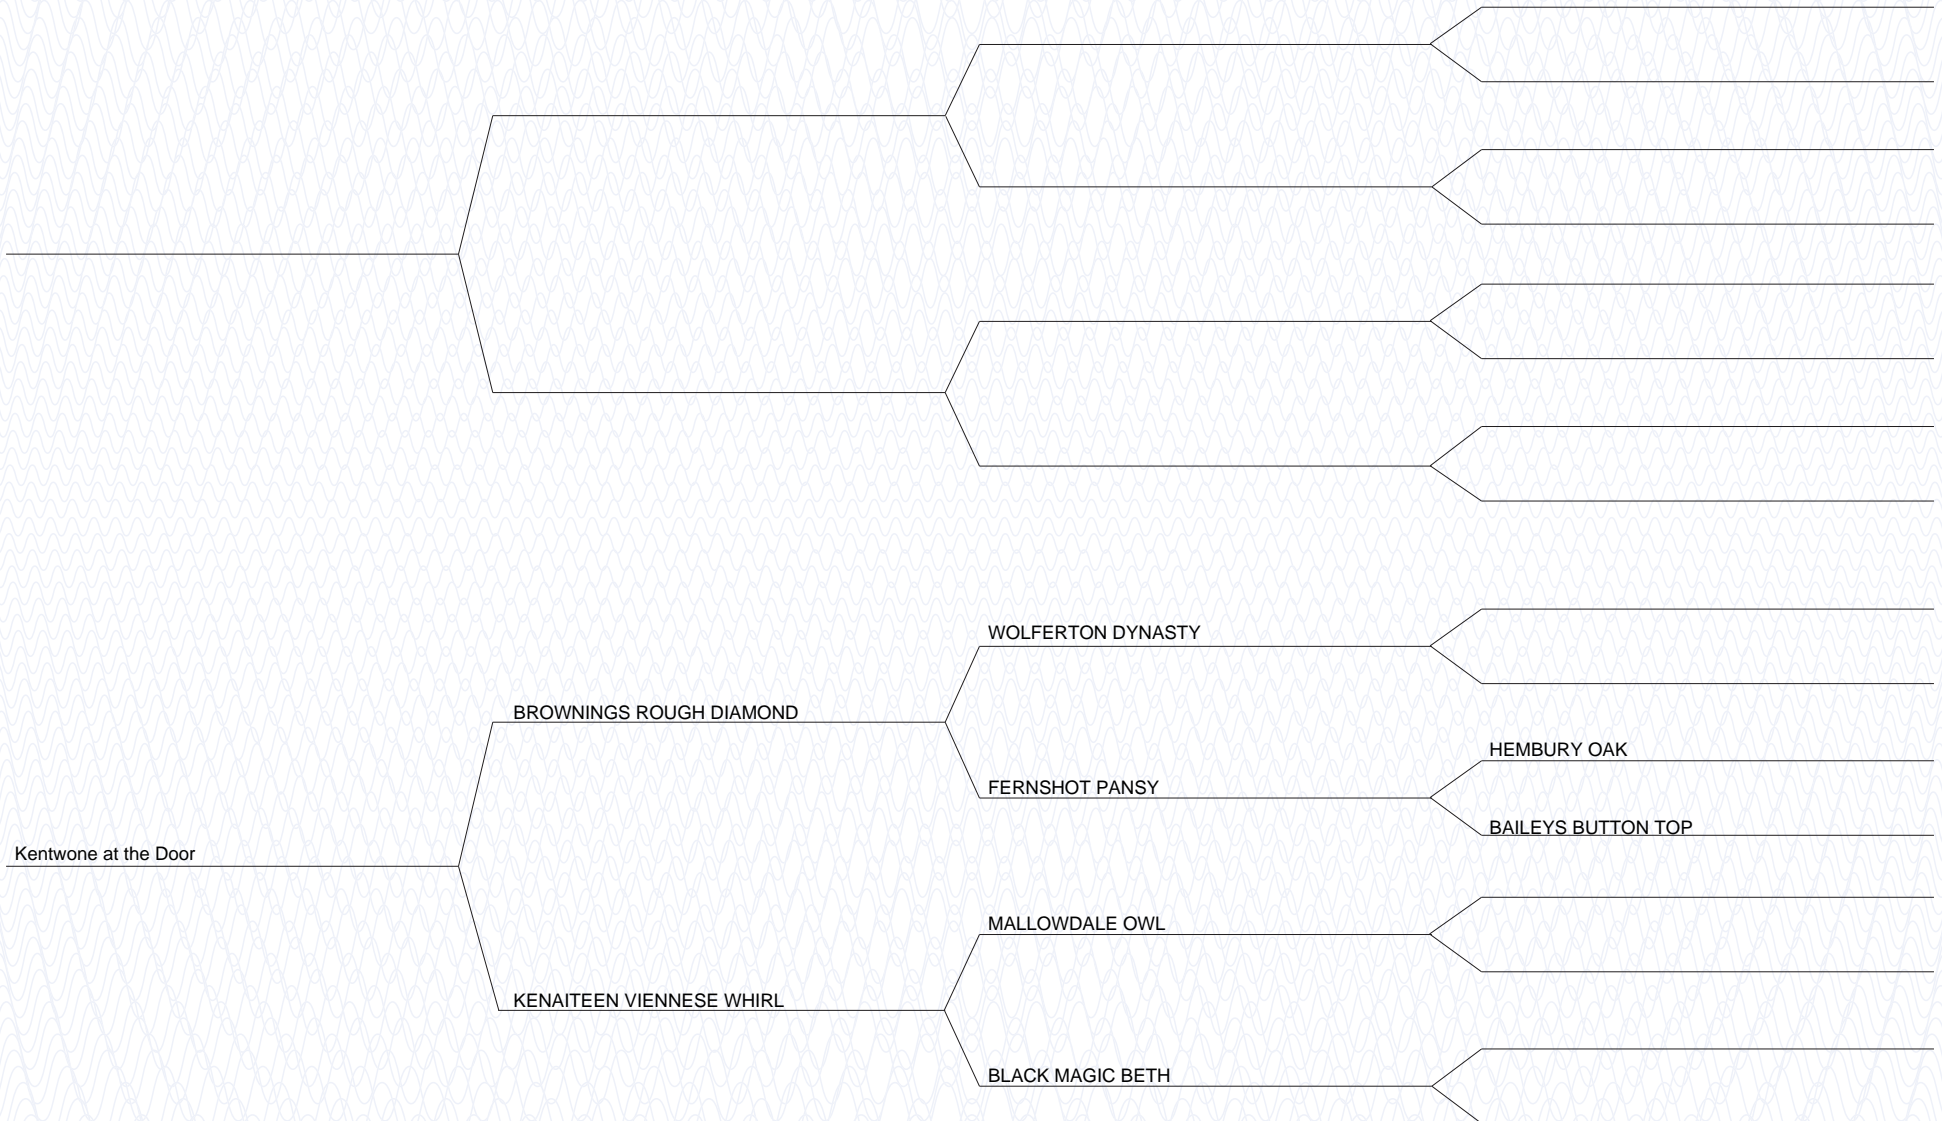 WOLFERTON DYNASTY
BROWNINGS ROUGH DIAMOND
HEMBURY OAK
FERNSHOT PANSY
BAILEYS BUTTON TOP
Kentwone at the Door
MALLOWDALE OWL
KENAITEEN VIENNESE WHIRL
BLACK MAGIC BETH